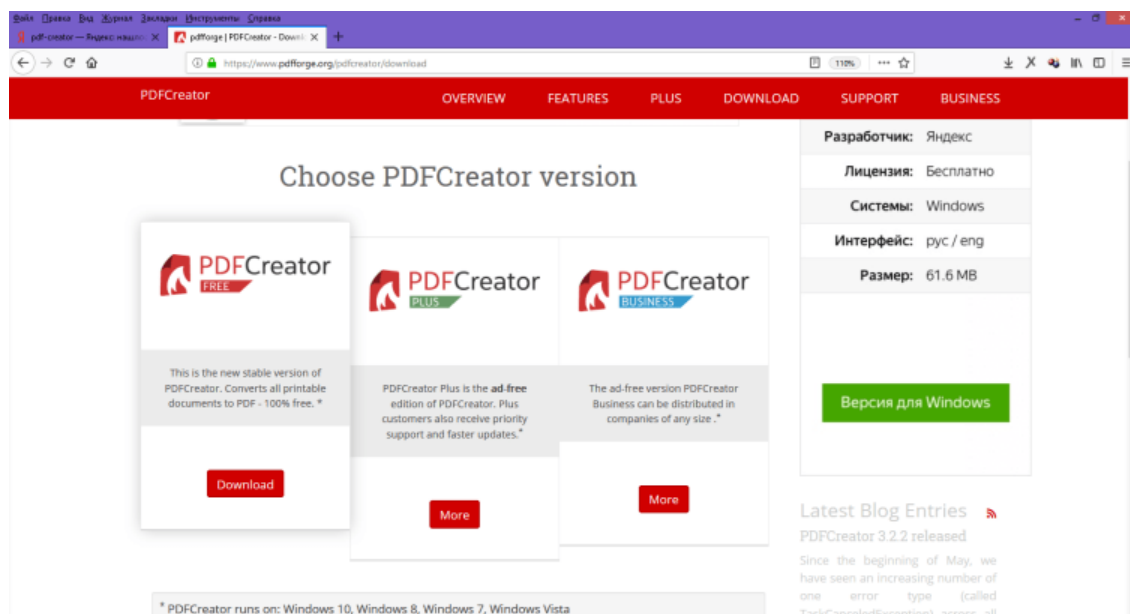 Файл Правка Вид Журнал Закладки Инструменты Справка
pdf-creator — Яндекс нашло
pdfforge | PDFCreator - Downl
https://www.pdfforge.org/pdfcreator/download
110%
PDFCreator
OVERVIEW FEATURES PLUS DOWNLOAD SUPPORT BUSINESS
Choose PDFCreator version
PDFCreator
FREE
This is the new stable version of
PDFCreator. Converts all printable
documents to PDF - 100% free. *
Download
PDFCreator
PLUS
PDFCreator Plus is the ad-free
edition of PDFCreator. Plus
customers also receive priority
support and faster updates.*
More
PDFCreator
BUSINESS
The ad-free version PDFCreator
Business can be distributed in
companies of any size .*
More
* PDFCreator runs on: Windows 10, Windows 8, Windows 7, Windows Vista
Разработчик: Яндекс
Лицензия: Бесплатно
Системы: Windows
Интерфейс: рус / eng
Размер: 61.6 MB
Версия для Windows
Latest Blog Entries
PDFCreator 3.2.2 released
Since the beginning of May, we
have seen an increasing number of
one error type (called
TaskCanceledException) across all